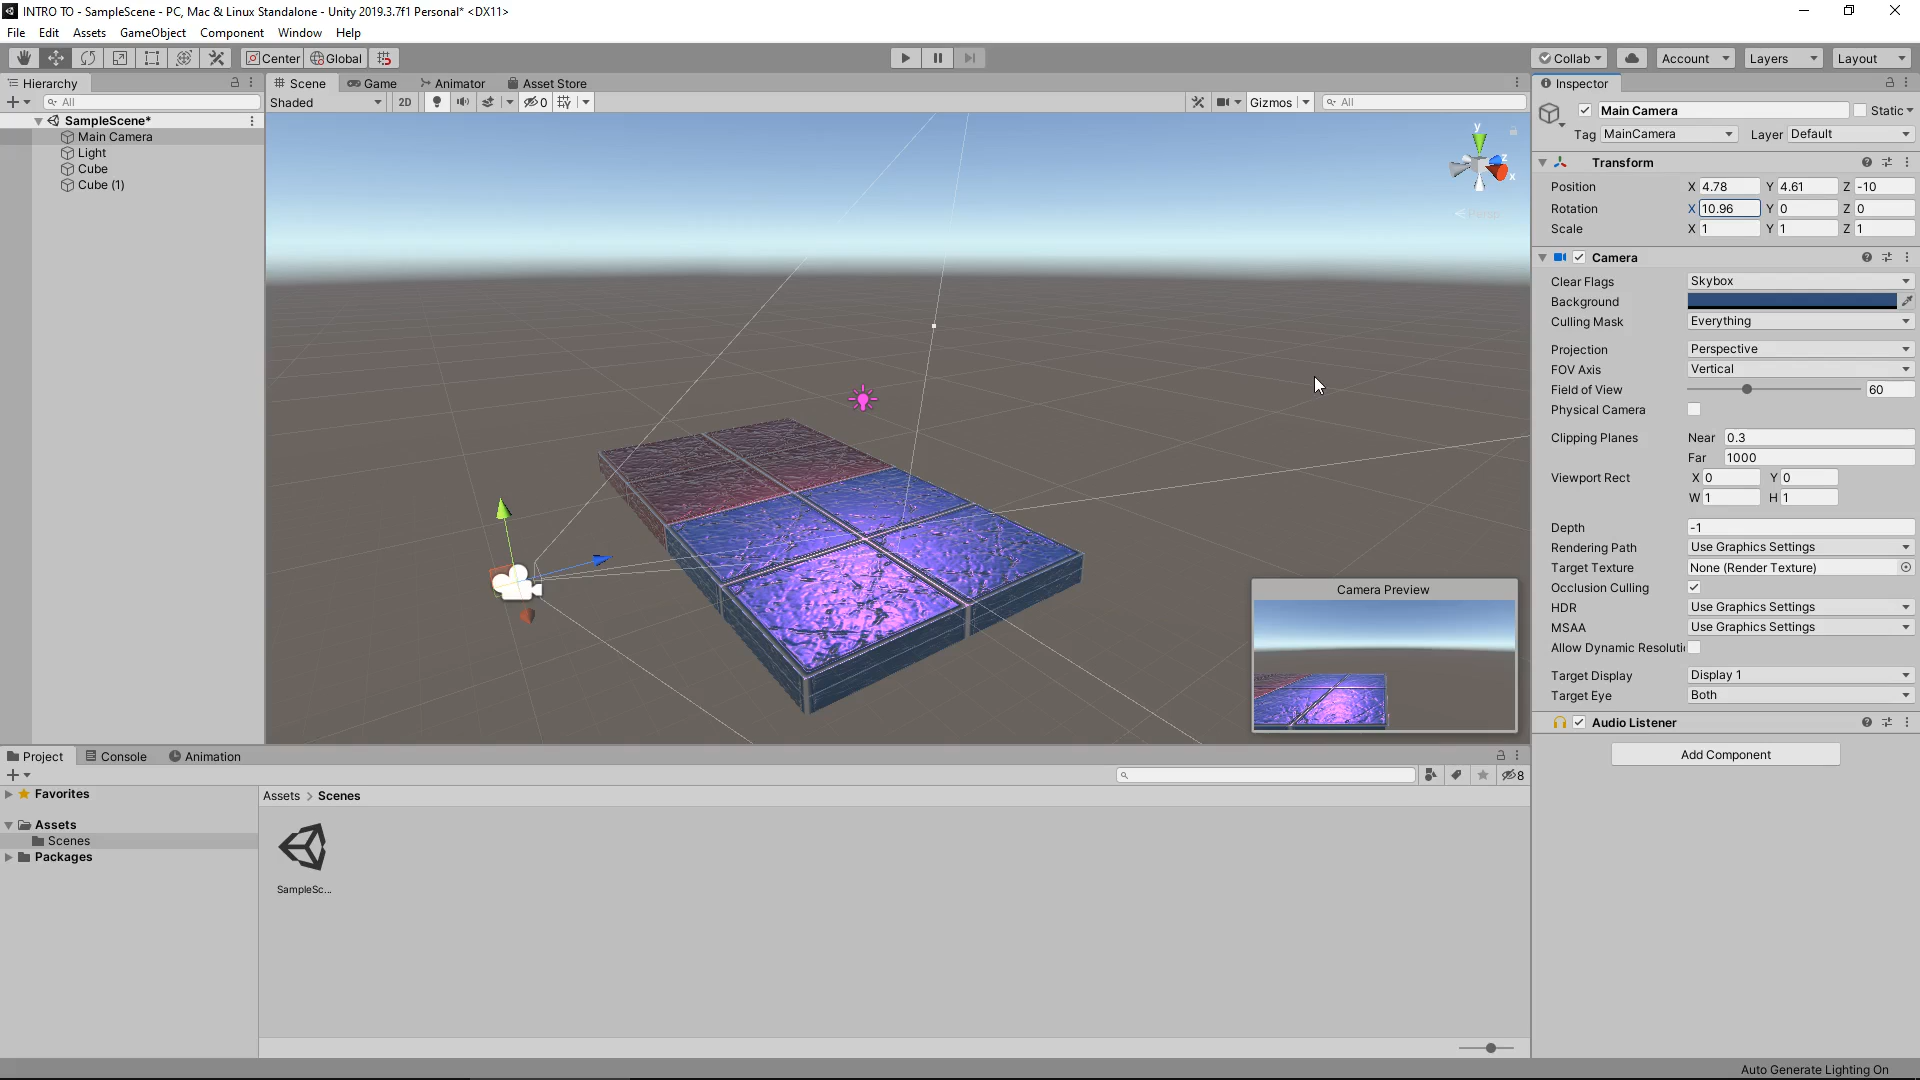 INTRO TO - SampleScene - PC, Mac & Linux Standalone - Unity 2019.3.7f1 Personal* <DX11>
File Edit Assets GameObject Component Window Help
Center Global Collab Account Layers Layout
Hierarchy
All
SampleScene*
Main Camera
Light
Cube
Cube (1)
Scene Game Animator Asset Store
Shaded 2D 0 Gizmos All
y
z
x
Persp
Camera Preview
Inspector
Main Camera Static
Tag MainCamera Layer Default
Transform
Position X 4.78 Y 4.61 Z -10
Rotation X 10.96 Y 0 Z 0
Scale X 1 Y 1 Z 1
Camera
Clear Flags Skybox
Background
Culling Mask Everything
Projection Perspective
FOV Axis Vertical
Field of View 60
Physical Camera
Clipping Planes Near 0.3
Far 1000
Viewport Rect X 0 Y 0
W 1 H 1
Depth -1
Rendering Path Use Graphics Settings
Target Texture None (Render Texture)
Occlusion Culling
HDR Use Graphics Settings
MSAA Use Graphics Settings
Allow Dynamic Resoluti
Target Display Display 1
Target Eye Both
Audio Listener
Add Component
Project Console Animation
8
Favorites
Assets
Scenes
Packages
Assets > Scenes
SampleSc...
Auto Generate Lighting On